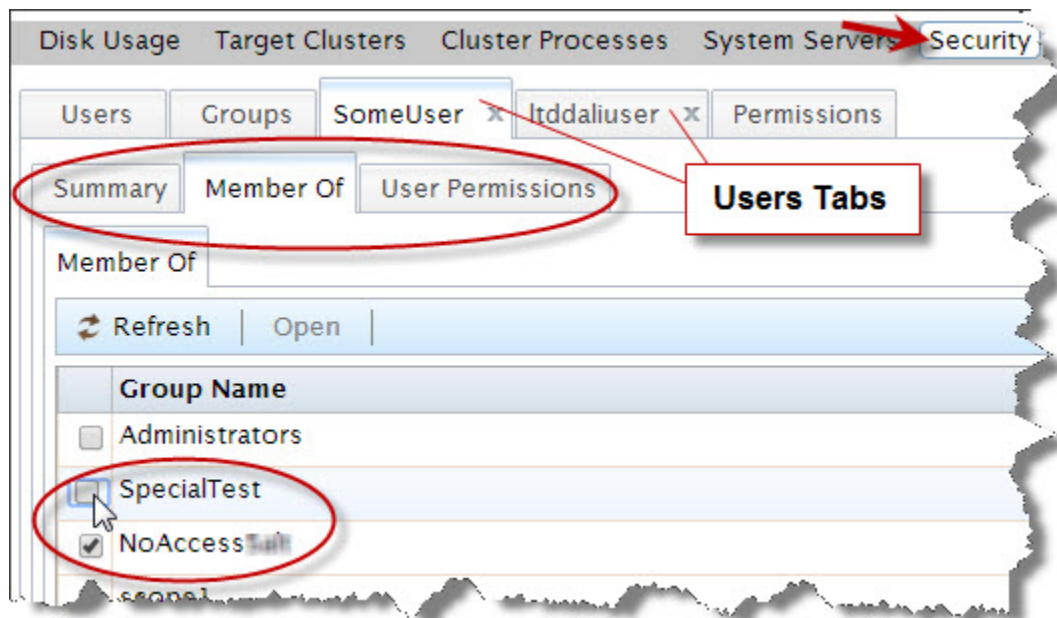 Disk Usage Target Clusters Cluster Processes System Servers Security
Users Groups SomeUser x ltddaliuser x Permissions
Summary Member Of User Permissions
Users Tabs
Member Of
Refresh Open
Group Name
Administrators
SpecialTest
NoAccess